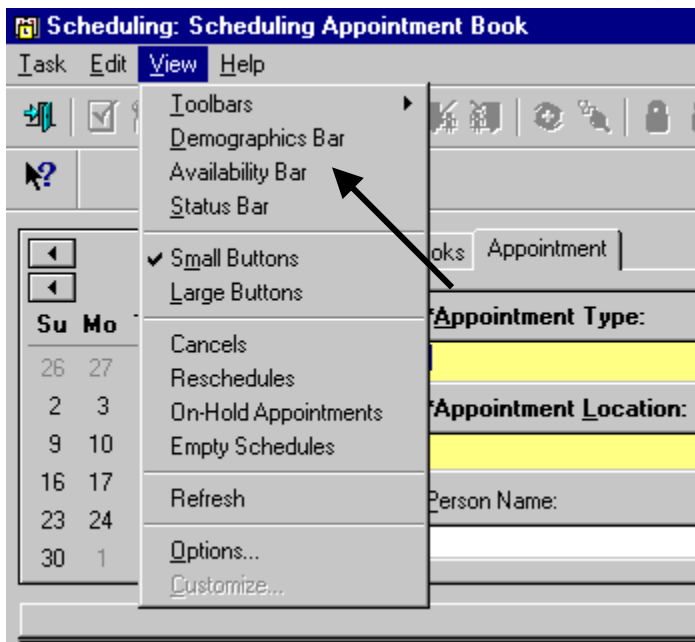 Scheduling: Scheduling Appointment Book
Task Edit View Help
Toolbars
Demographics Bar
Availability Bar
Status Bar
Small Buttons
Large Buttons
Cancels
Reschedules
On-Hold Appointments
Empty Schedules
Refresh
Options...
Customize...
oks Appointment
*Appointment Type:
*Appointment Location:
Person Name:
Su Mo
26 27
2 3
9 10
16 17
23 24
30 1